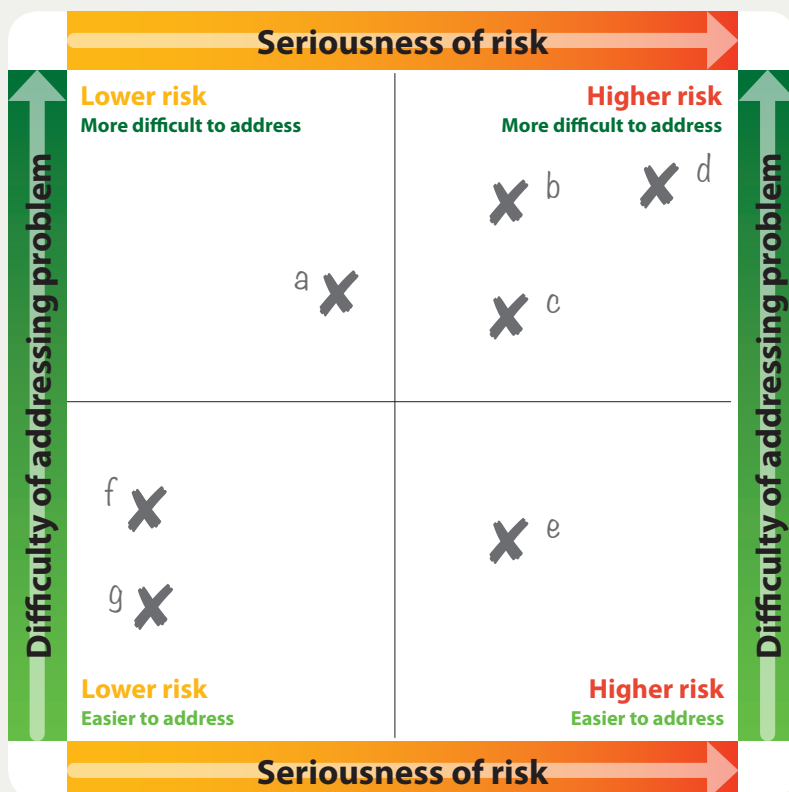 Seriousness of risk
Lower risk
More difficult to address
Higher risk
More difficult to address
Difficulty of addressing problem
Difficulty of addressing problem
b
d
a
c
f
e
g
Lower risk
Easier to address
Higher risk
Easier to address
Seriousness of risk